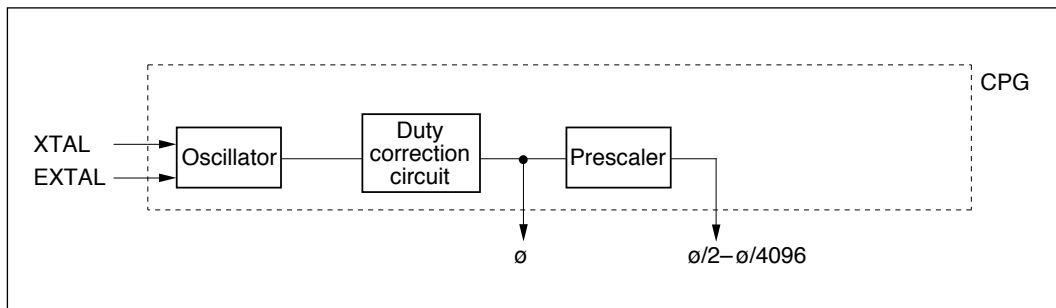 CPG
XTAL
EXTAL
Oscillator
Duty
correction
circuit
Prescaler
ø
ø/2– ø/4096